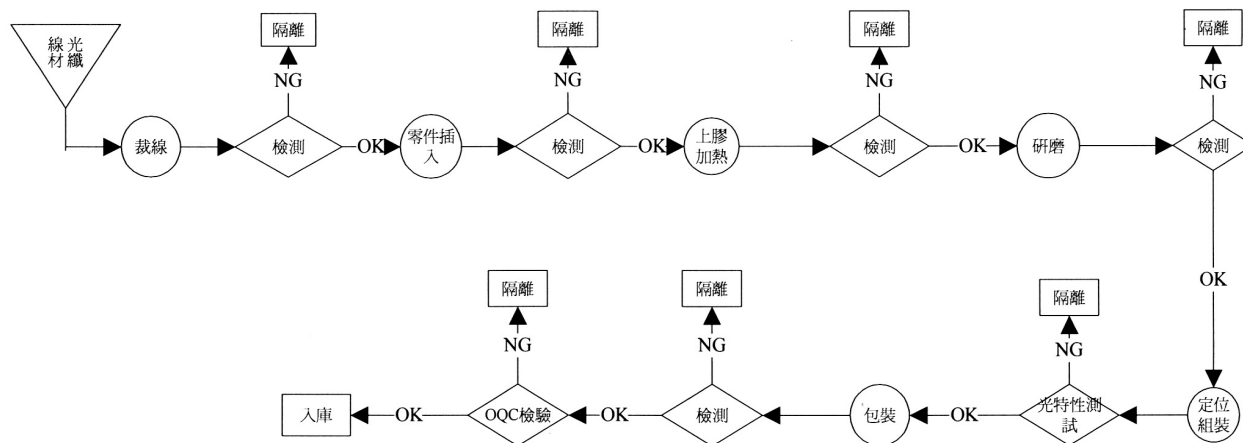 隔離
隔離
隔離
隔離
光纖
線材
NG
NG
NG
NG
裁線
檢測
OK
零件插
入
檢測
OK
上膠
加熱
檢測
OK
研磨
檢測
OK
隔離
隔離
隔離
NG
NG
NG
入庫
OK
OQC檢驗
OK
檢測
包裝
OK
光特性測
試
定位
組裝